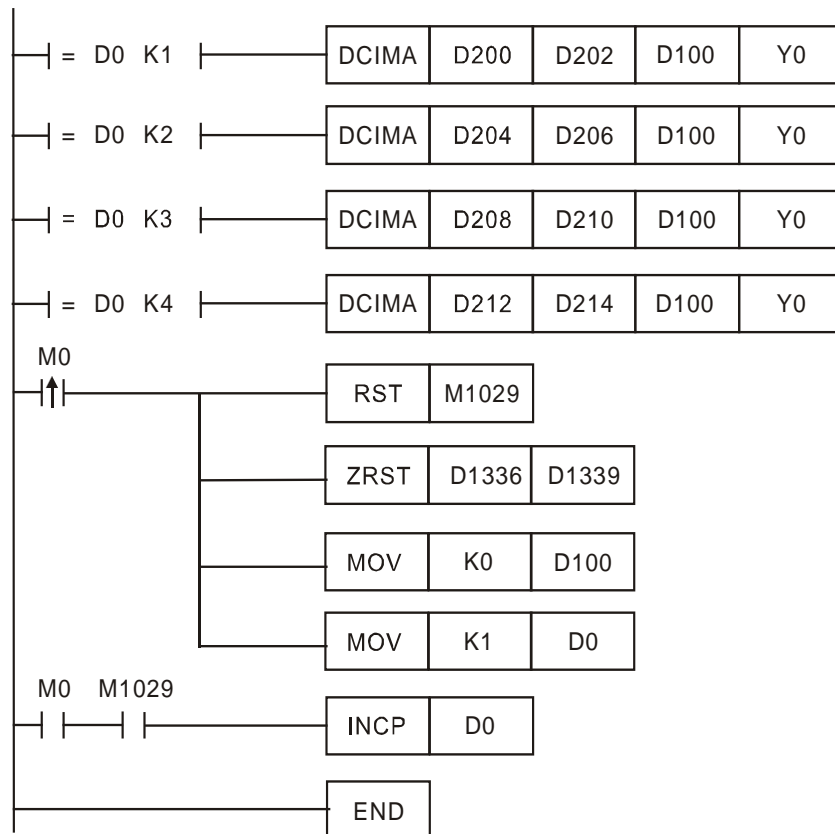 = D0 K1 DCIMA D200 D202 D100 Y0
= D0 K2 DCIMA D204 D206 D100 Y0
= D0 K3 DCIMA D208 D210 D100 Y0
= D0 K4 DCIMA D212 D214 D100 Y0
M0
RST M1029
ZRST D1336 D1339
MOV K0 D100
MOV K1 D0
M0 M1029
INCP D0
END